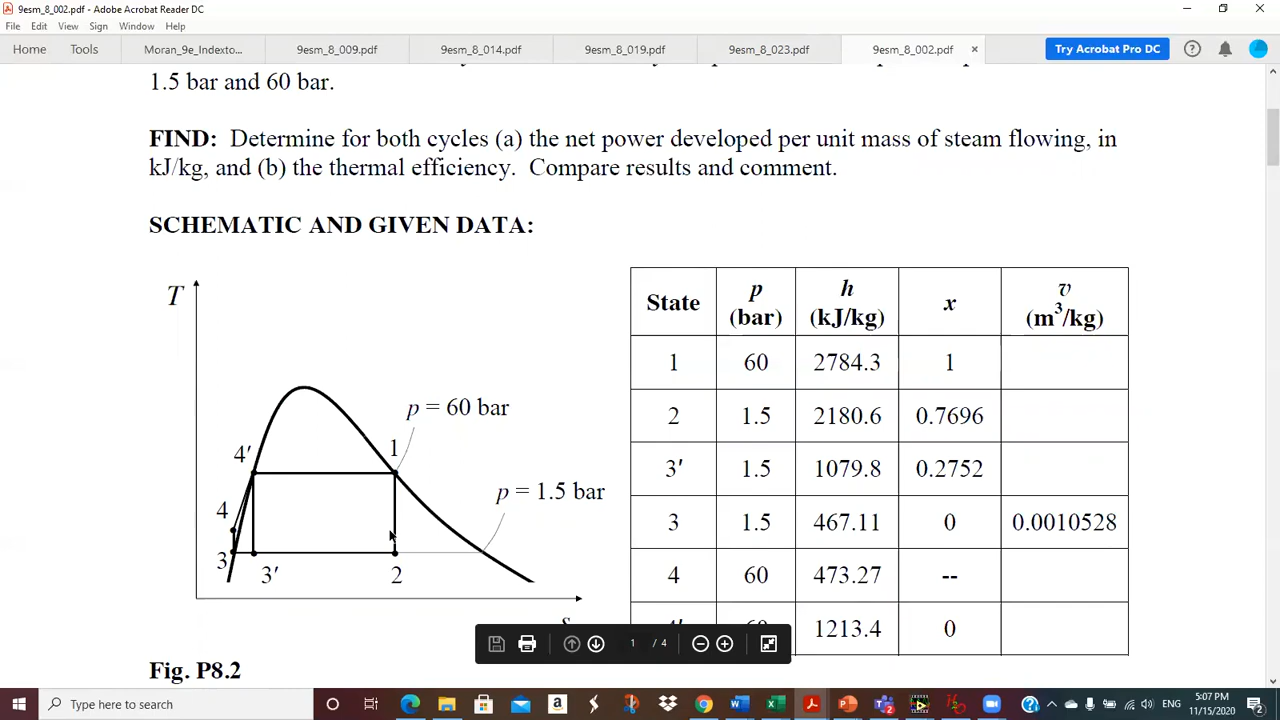 9esm_8_002.pdf - Adobe Acrobat Reader DC
File Edit View Sign Window Help
Home Tools Moran_9e_Indexto... 9esm_8_009.pdf 9esm_8_014.pdf 9esm_8_019.pdf 9esm_8_023.pdf 9esm_8_002.pdf × Try Acrobat Pro DC
1.5 bar and 60 bar.
FIND: Determine for both cycles (a) the net power developed per unit mass of steam flowing, in
kJ/kg, and (b) the thermal efficiency. Compare results and comment.
SCHEMATIC AND GIVEN DATA:
T
p = 60 bar
4′
1
p = 1.5 bar
4
3
3′
2
State p (bar) h (kJ/kg) x v (m³/kg)
1 60 2784.3 1
2 1.5 2180.6 0.7696
3′ 1.5 1079.8 0.2752
3 1.5 467.11 0 0.0010528
4 60 473.27 --
1213.4 0
1 / 4
Fig. P8.2
Type here to search
ENG
5:07 PM
11/15/2020
2